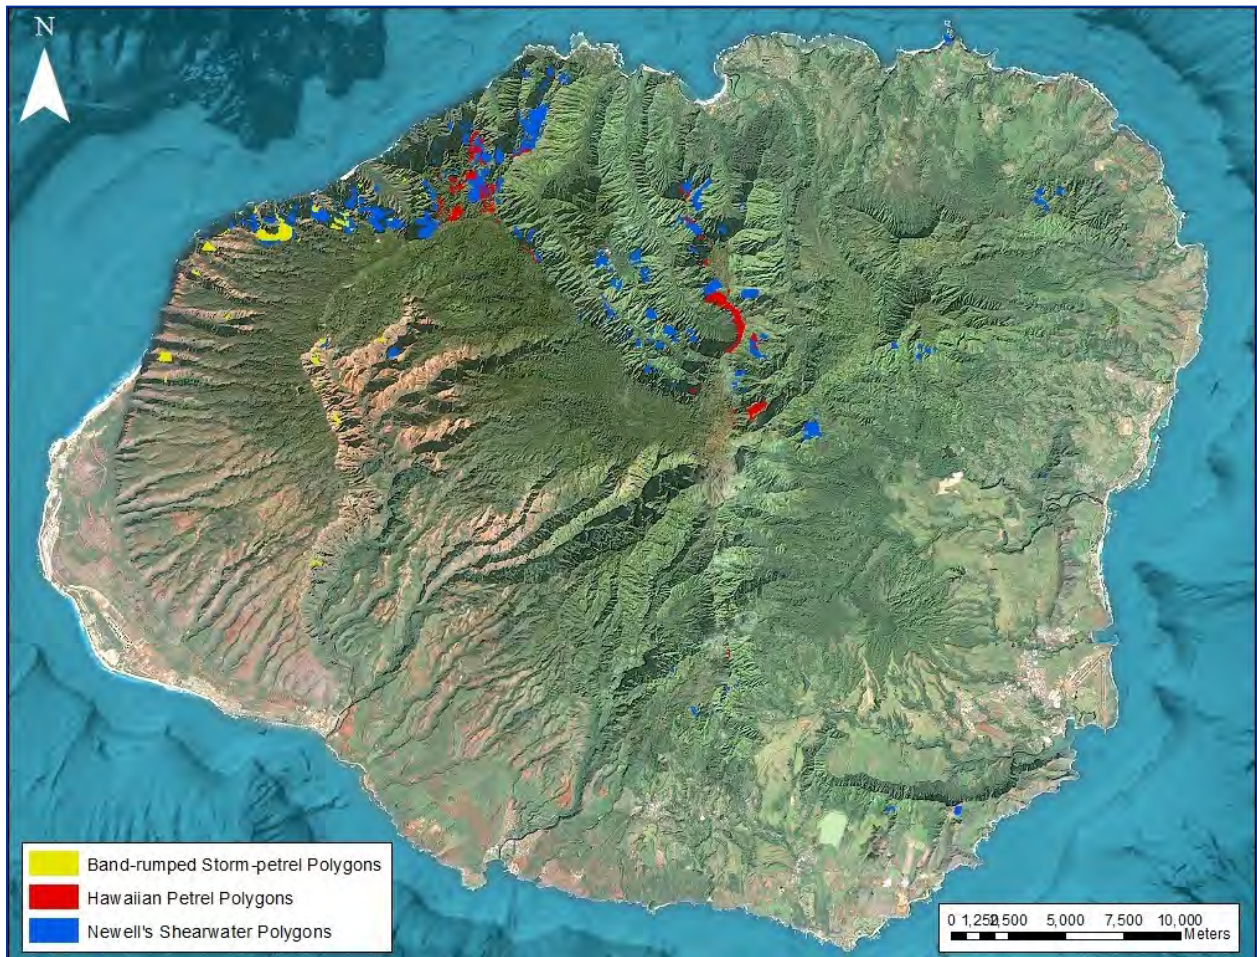 N
Band-rumped Storm-petrel Polygons
Hawaiian Petrel Polygons
Newell's Shearwater Polygons
0 1,250 2,500 5,000 7,500 10,000
Meters